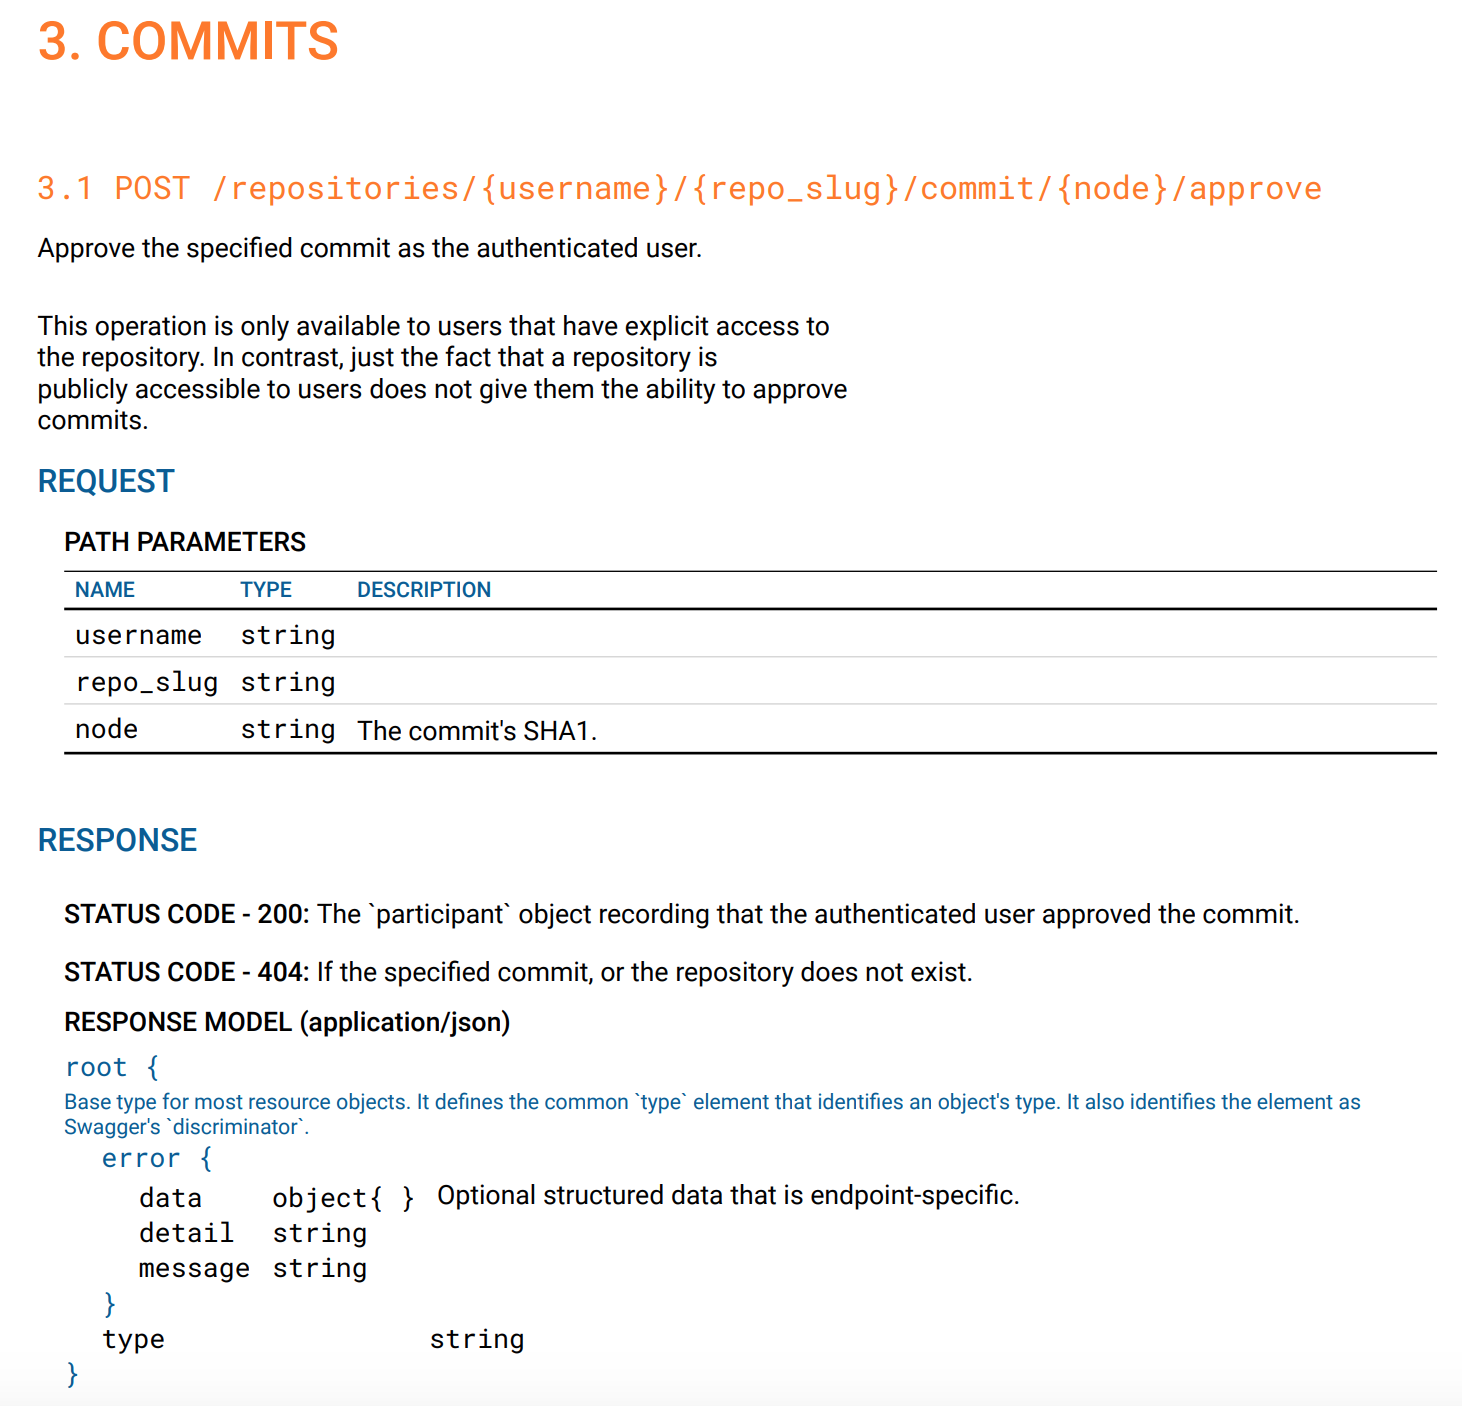 3. COMMITS
3.1 POST /repositories/{username}/{repo_slug}/commit/{node}/approve
Approve the specified commit as the authenticated user.
This operation is only available to users that have explicit access to
the repository. In contrast, just the fact that a repository is
publicly accessible to users does not give them the ability to approve
commits.
REQUEST
PATH PARAMETERS
NAME TYPE DESCRIPTION
username string
repo_slug string
node string The commit's SHA1.
RESPONSE
STATUS CODE - 200: The `participant` object recording that the authenticated user approved the commit.
STATUS CODE - 404: If the specified commit, or the repository does not exist.
RESPONSE MODEL (application/json)
root {
Base type for most resource objects. It defines the common `type` element that identifies an object's type. It also identifies the element as
Swagger's `discriminator`.
error {
data object{ } Optional structured data that is endpoint-specific.
detail string
message string
}
type string
}